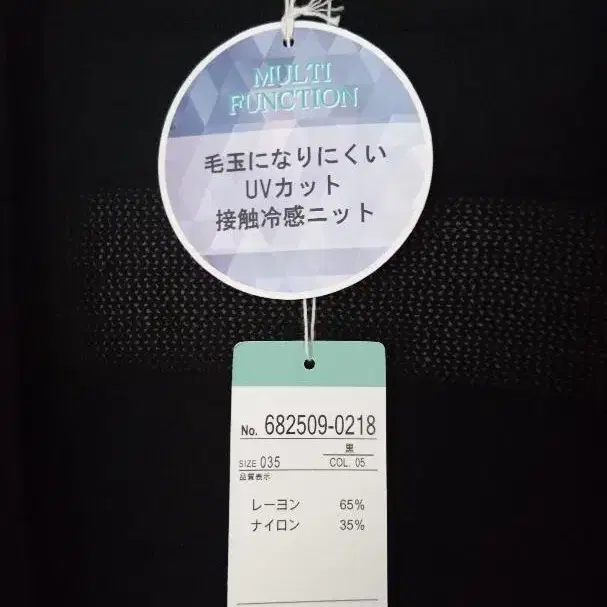 MULTI
FUNCTION
毛玉になりにくい
UVカット
接触冷感ニット
No. 682509-0218
黒
SIZE 035 COL. 05
品質表示
レーヨン 65%
ナイロン 35%